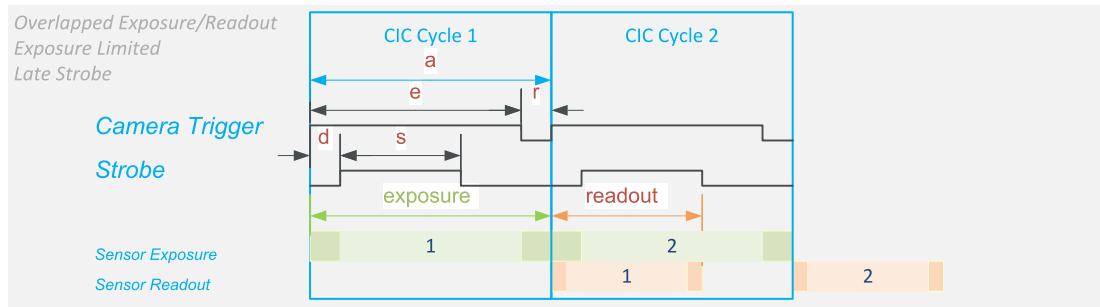 Overlapped Exposure/Readout
Exposure Limited
Late Strobe
CIC Cycle 1
CIC Cycle 2
a
e
r
Camera Trigger
d
s
Strobe
exposure
readout
Sensor Exposure
1
2
Sensor Readout
1
2